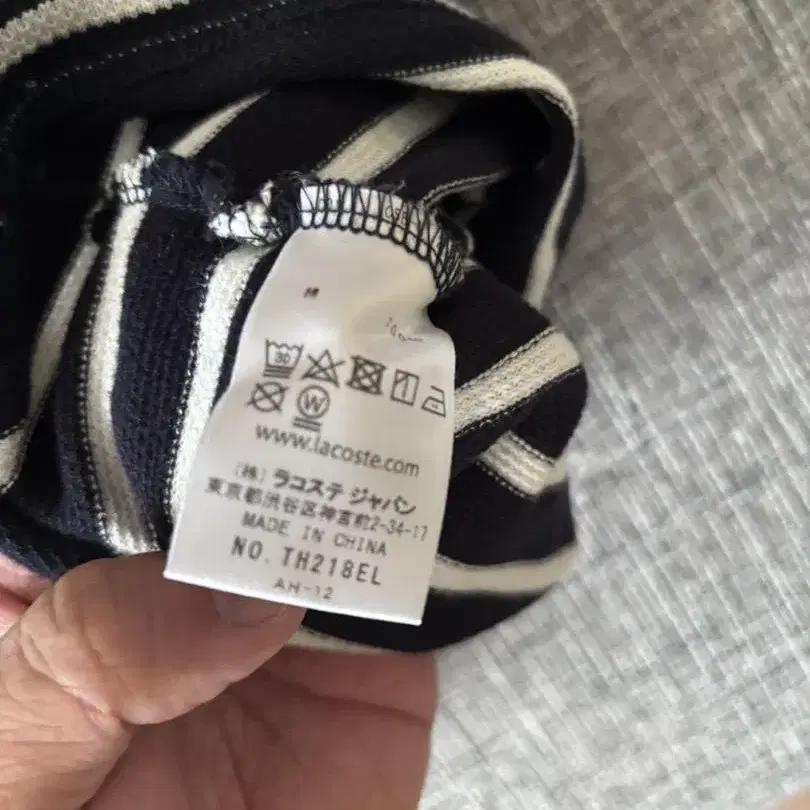 綿
30
W
www.lacoste.com
(株) ラコステ ジャパン
東京都渋谷区神宮前2-34-17
MADE IN CHINA
NO. TH218EL
AH-12